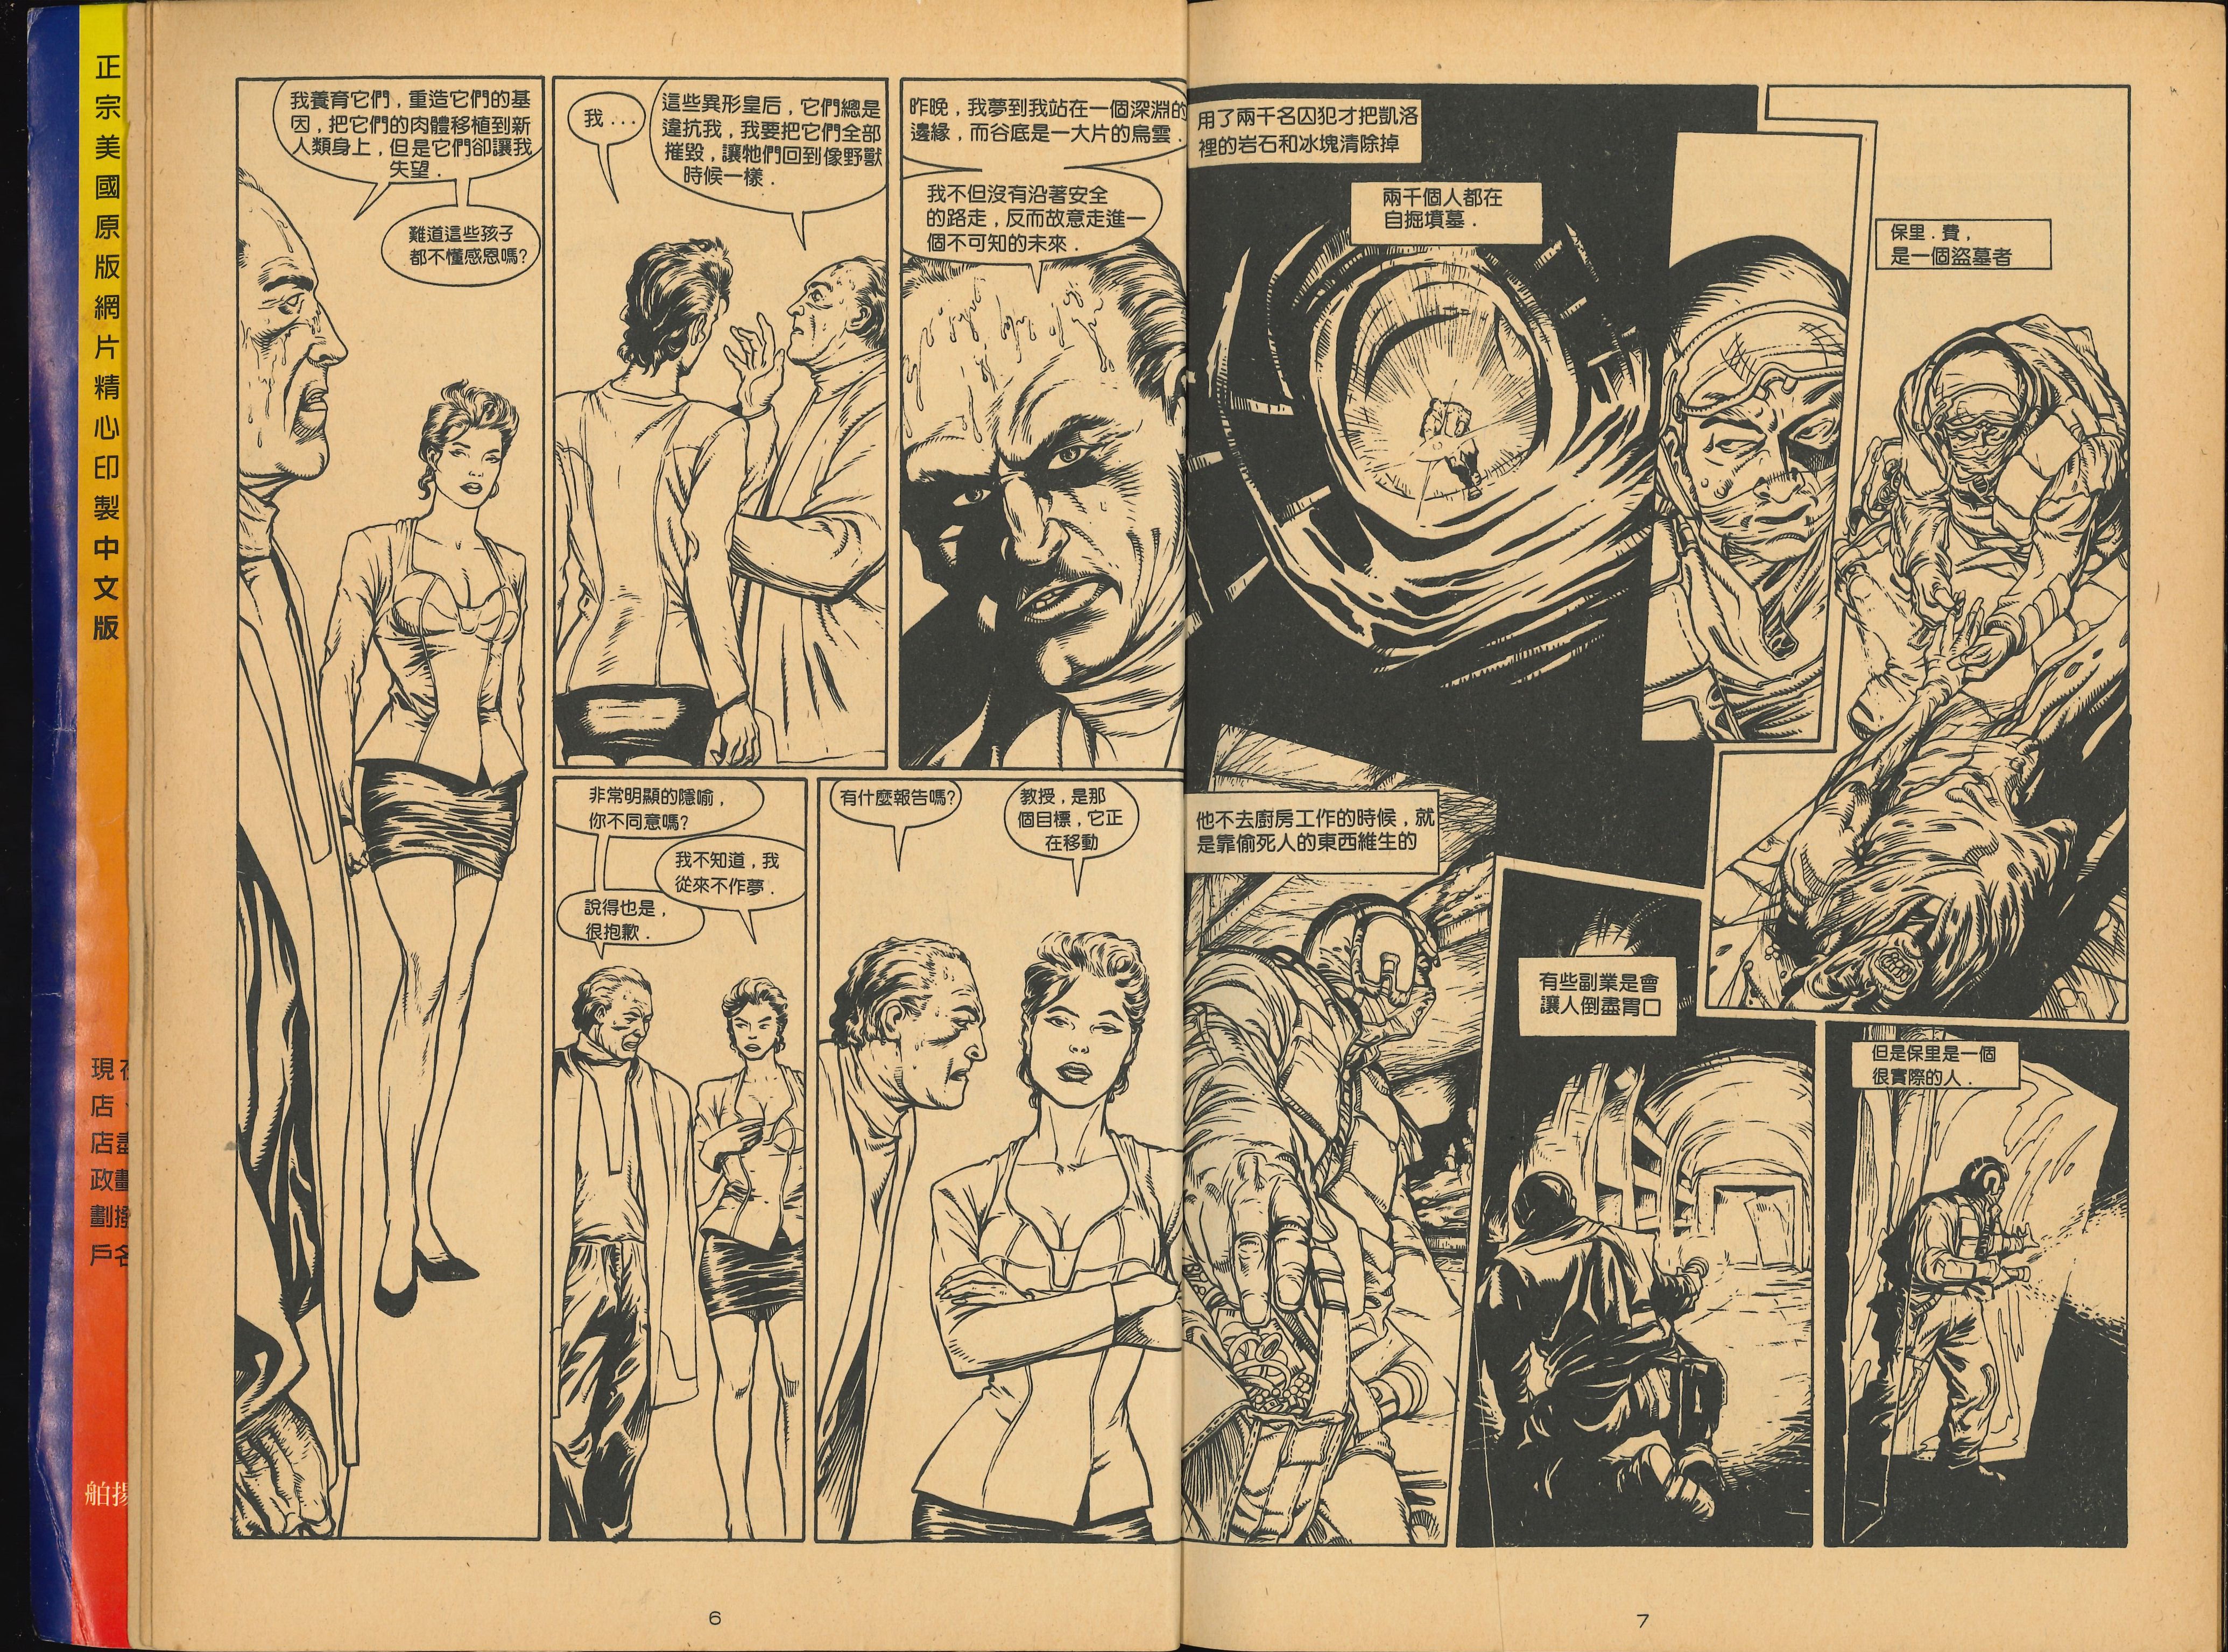 正宗美國原版網片精心印製中文版
現
店
店
政
劃
戶
我養育它們，重造它們的基
因，把它們的肉體移植到新
人類身上，但是它們卻讓我
失望．
難道這些孩子
都不懂感恩嗎?
我...
這些異形皇后，它們總是
違抗我，我要把它們全部
摧毀，讓牠們回到像野獸
時候一樣．
昨晚，我夢到我站在一個深淵的
邊緣，而谷底是一大片的烏雲．
我不但沒有沿著安全
的路走，反而故意走進一
個不可知的未來．
非常明顯的隱喻，
你不同意嗎?
我不知道，我
從來不作夢．
說得也是，
很抱歉．
有什麼報告嗎?
教授，是那
個目標，它正
在移動
6
用了兩千名囚犯才把凱洛
裡的岩石和冰塊清除掉
兩千個人都在
自掘墳墓．
保里．費，
是一個盜墓者
他不去廚房工作的時候，就
是靠偷死人的東西維生的
有些副業是會
讓人倒盡胃口
但是保里是一個
很實際的人．
7